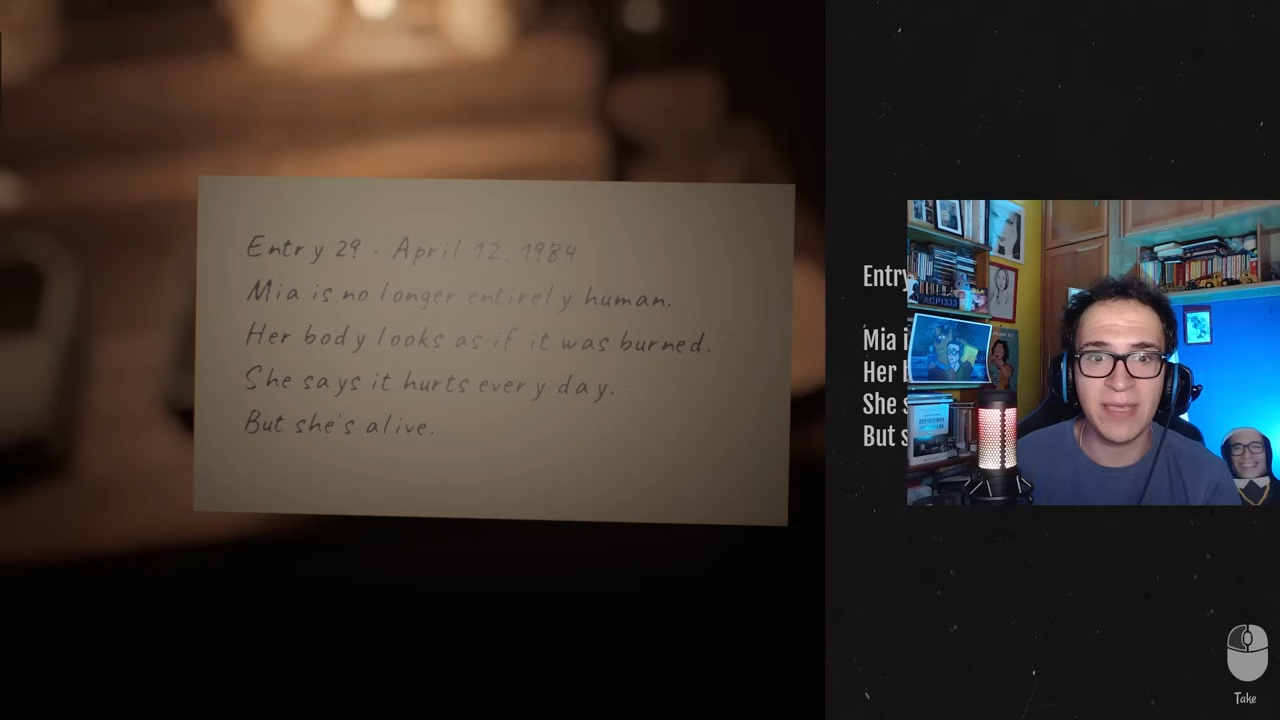 Entry 29 - April 12, 1984
Mia is no longer entirely human.
Her body looks as if it was burned.
She says it hurts every day.
But she's alive.
Entry
Mia i
Her
She
But
ACPI333
Take